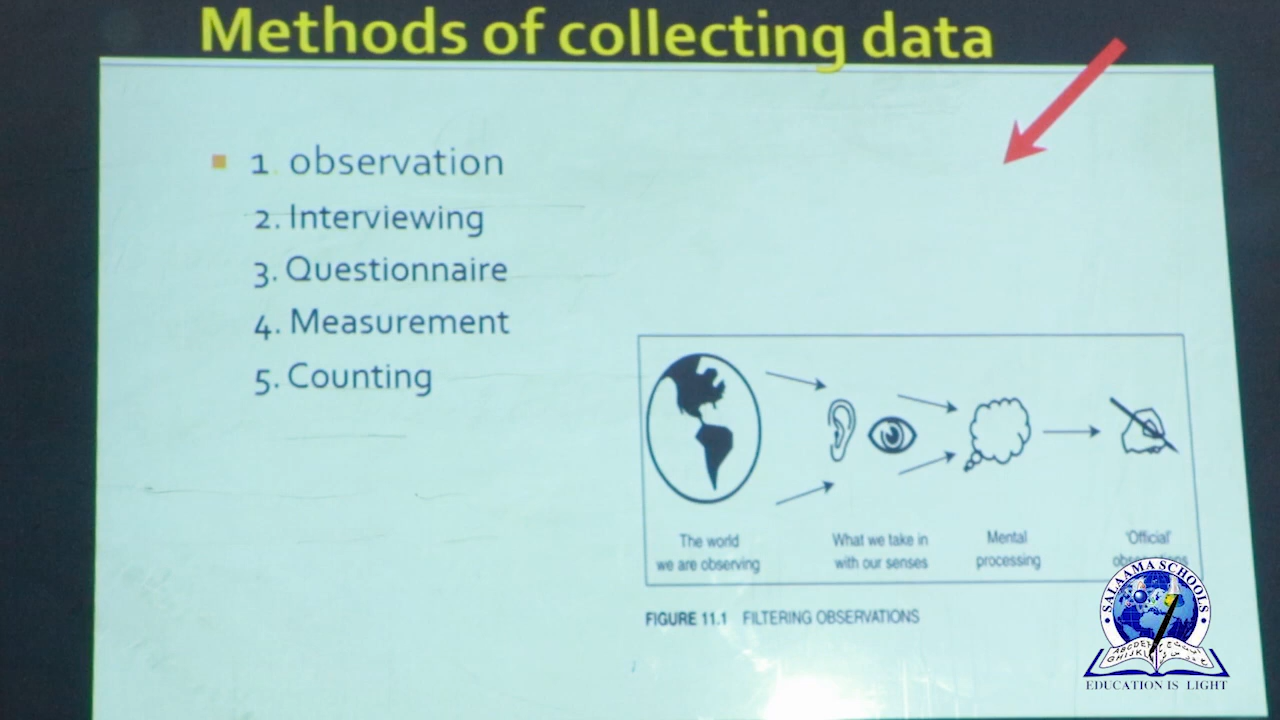 Methods of collecting data
1. observation
2. Interviewing
3. Questionnaire
4. Measurement
5. Counting
The world
we are observing
What we take in
with our senses
Mental
processing
'Official'
observations
FIGURE 11.1 FILTERING OBSERVATIONS
SALAAMA SCHOOLS
ABCDEF
GHIJKL
EDUCATION IS LIGHT